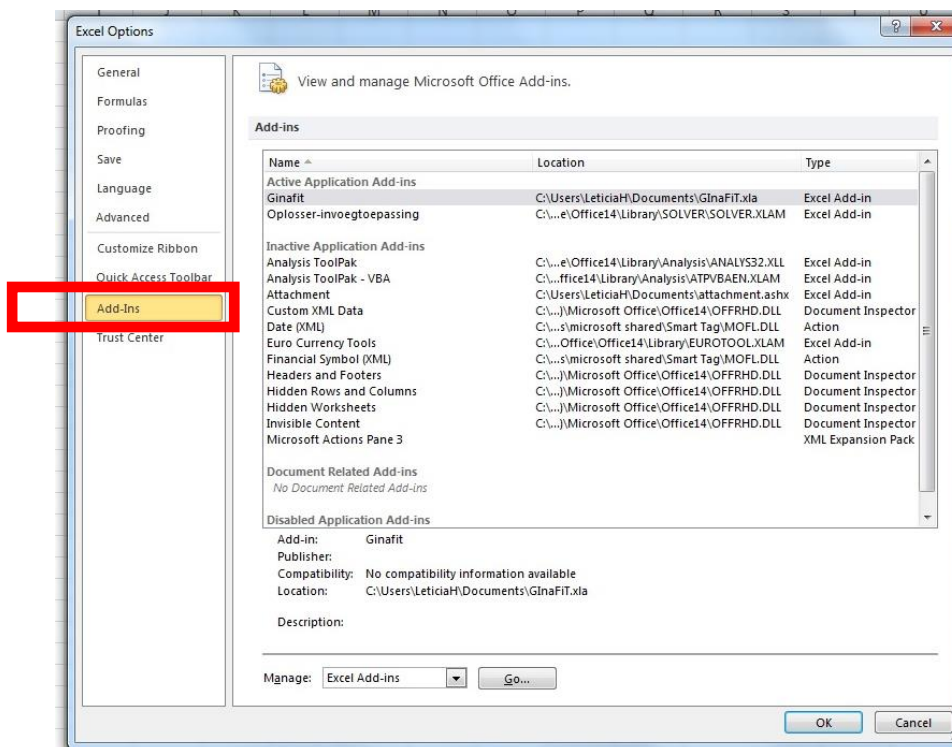 Excel Options
General
Formulas
Proofing
Save
Language
Advanced
Customize Ribbon
Quick Access Toolbar
Add-Ins
Trust Center
View and manage Microsoft Office Add-ins.
Add-ins
Name Location Type
Active Application Add-ins
Ginafit C:\Users\LeticiaH\Documents\GInaFiT.xla Excel Add-in
Oplosser-invoegtoepassing C:\...e\Office14\Library\SOLVER\SOLVER.XLAM Excel Add-in
Inactive Application Add-ins
Analysis ToolPak C:\...e\Office14\Library\Analysis\ANALYS32.XLL Excel Add-in
Analysis ToolPak - VBA C:\...ffice14\Library\Analysis\ATPVBAEN.XLAM Excel Add-in
Attachment C:\Users\LeticiaH\Documents\attachment.ashx Excel Add-in
Custom XML Data C:\...)\Microsoft Office\Office14\OFFRHD.DLL Document Inspector
Date (XML) C:\...s\microsoft shared\Smart Tag\MOFL.DLL Action
Euro Currency Tools C:\...Office\Office14\Library\EUROTOOL.XLAM Excel Add-in
Financial Symbol (XML) C:\...s\microsoft shared\Smart Tag\MOFL.DLL Action
Headers and Footers C:\...)\Microsoft Office\Office14\OFFRHD.DLL Document Inspector
Hidden Rows and Columns C:\...)\Microsoft Office\Office14\OFFRHD.DLL Document Inspector
Hidden Worksheets C:\...)\Microsoft Office\Office14\OFFRHD.DLL Document Inspector
Invisible Content C:\...)\Microsoft Office\Office14\OFFRHD.DLL Document Inspector
Microsoft Actions Pane 3 XML Expansion Pack
Document Related Add-ins
No Document Related Add-ins
Disabled Application Add-ins
Add-in: Ginafit
Publisher:
Compatibility: No compatibility information available
Location: C:\Users\LeticiaH\Documents\GInaFiT.xla
Description:
Manage: Excel Add-ins Go...
OK Cancel